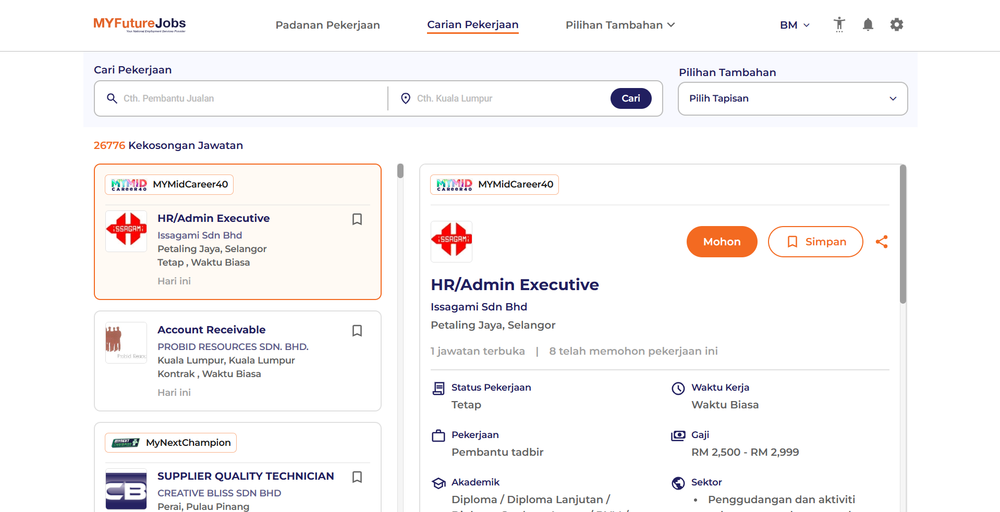 MYFutureJobs
Your National Employment Services Provider
Padanan Pekerjaan
Carian Pekerjaan
Pilihan Tambahan
BM
Cari Pekerjaan
Cth. Pembantu Jualan
Cth. Kuala Lumpur
Cari
Pilihan Tambahan
Pilih Tapisan
26776 Kekosongan Jawatan
MYMID
CAREER40
MYMidCareer40
ISSAGAMI
HR/Admin Executive
Issagami Sdn Bhd
Petaling Jaya, Selangor
Tetap , Waktu Biasa
Hari ini
Probid Resou
Account Receivable
PROBID RESOURCES SDN. BHD.
Kuala Lumpur, Kuala Lumpur
Kontrak , Waktu Biasa
Hari ini
MYNEXT
CHAMPION
MyNextChampion
CB
SUPPLIER QUALITY TECHNICIAN
CREATIVE BLISS SDN BHD
Perai, Pulau Pinang
MYMID
CAREER40
MYMidCareer40
ISSAGAMI
Mohon
Simpan
HR/Admin Executive
Issagami Sdn Bhd
Petaling Jaya, Selangor
1 jawatan terbuka | 8 telah memohon pekerjaan ini
Status Pekerjaan
Tetap
Waktu Kerja
Waktu Biasa
Pekerjaan
Pembantu tadbir
Gaji
RM 2,500 - RM 2,999
Akademik
Diploma / Diploma Lanjutan /
Sektor
• Penggudangan dan aktiviti